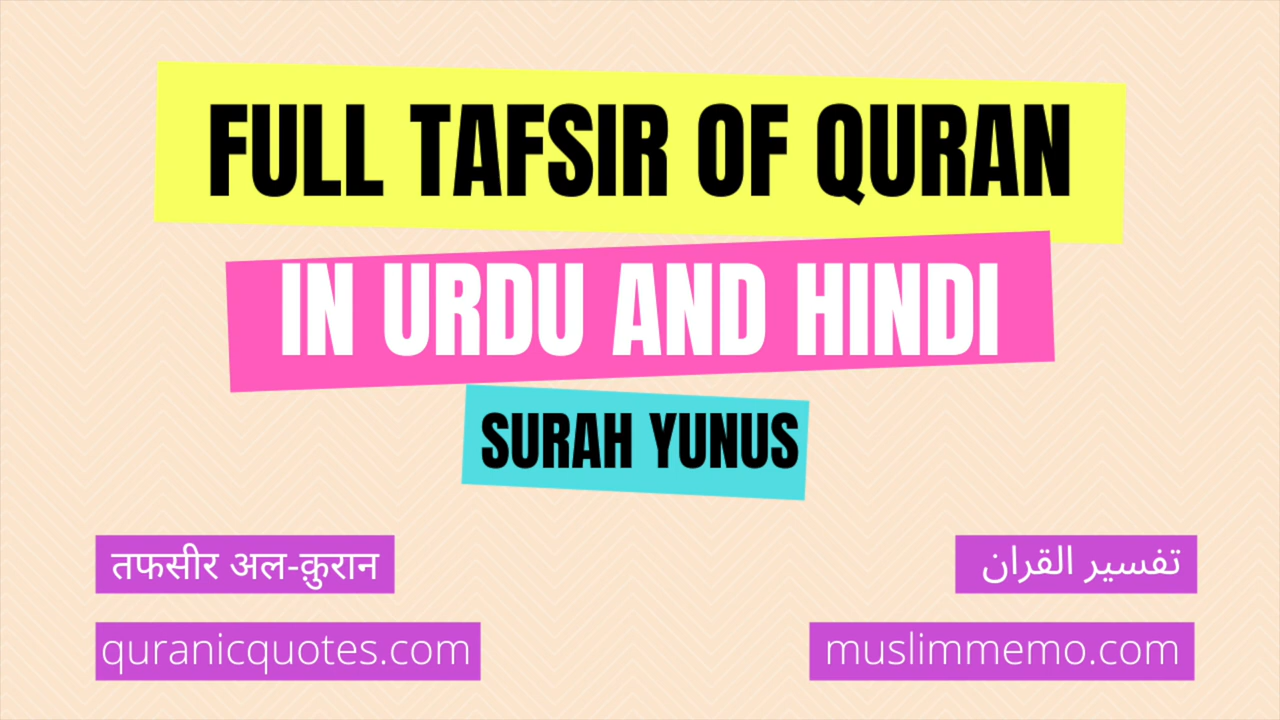 FULL TAFSIR OF QURAN
IN URDU AND HINDI
SURAH YUNUS
तफसीर अल-क़ुरान
تفسير القران
quranicquotes.com
muslimmemo.com